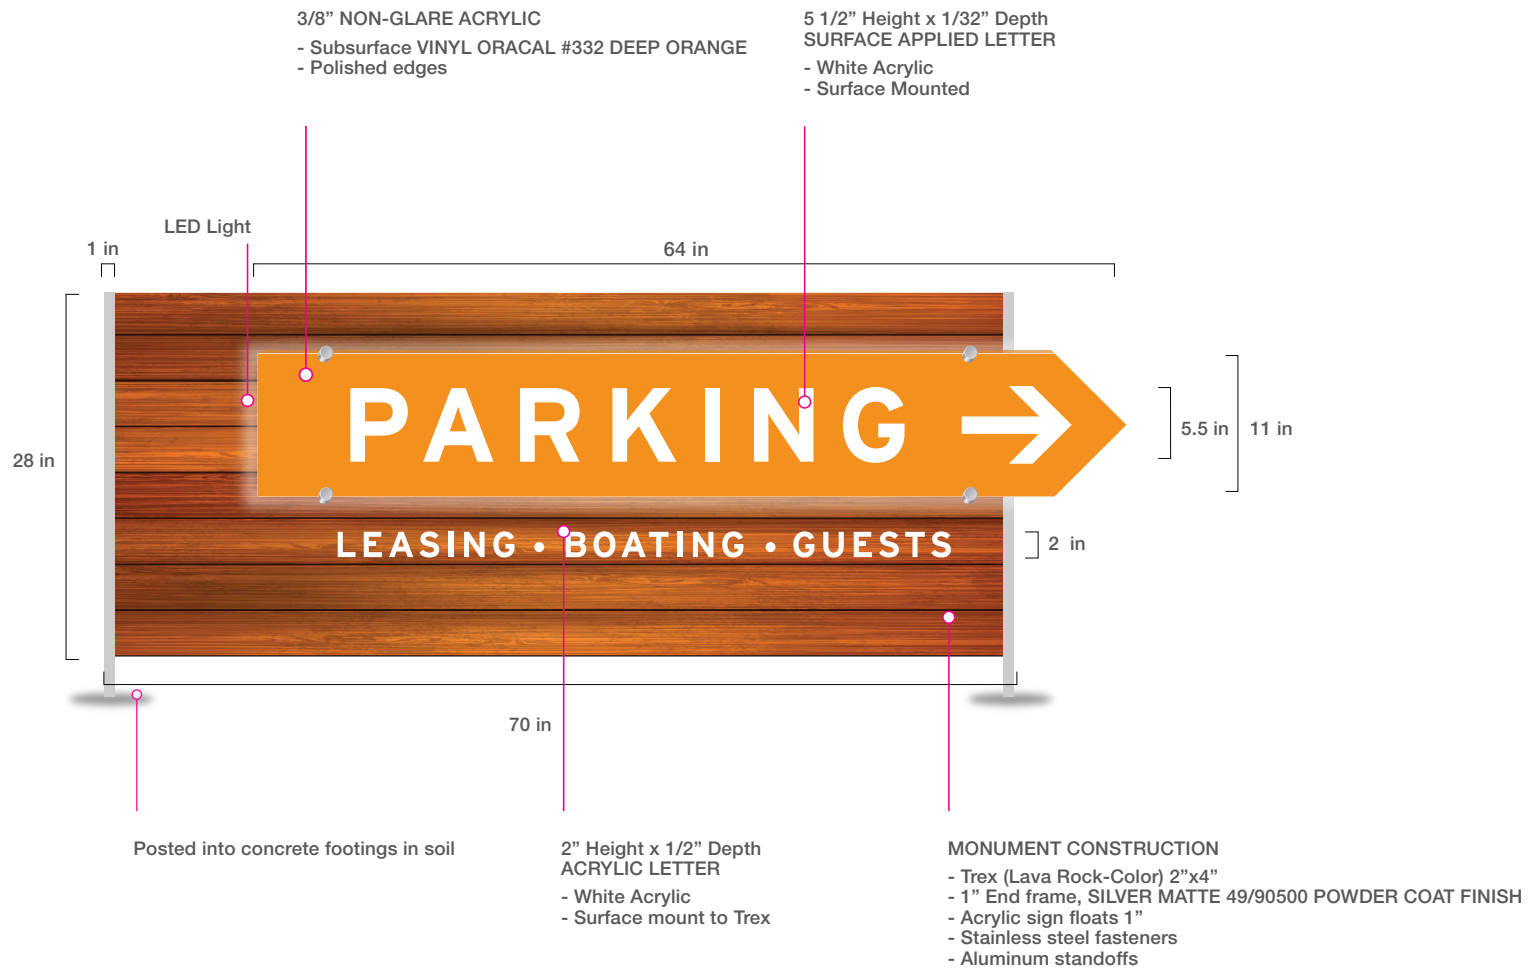 3/8” NON-GLARE ACRYLIC
- Subsurface VINYL ORACAL #332 DEEP ORANGE
- Polished edges
5 1/2” Height x 1/32” Depth
SURFACE APPLIED LETTER
- White Acrylic
- Surface Mounted
LED Light
1 in
64 in
28 in
PARKING
5.5 in
11 in
LEASING • BOATING • GUESTS
2 in
70 in
Posted into concrete footings in soil
2” Height x 1/2” Depth
ACRYLIC LETTER
- White Acrylic
- Surface mount to Trex
MONUMENT CONSTRUCTION
- Trex (Lava Rock-Color) 2”x4”
- 1” End frame, SILVER MATTE 49/90500 POWDER COAT FINISH
- Acrylic sign floats 1”
- Stainless steel fasteners
- Aluminum standoffs